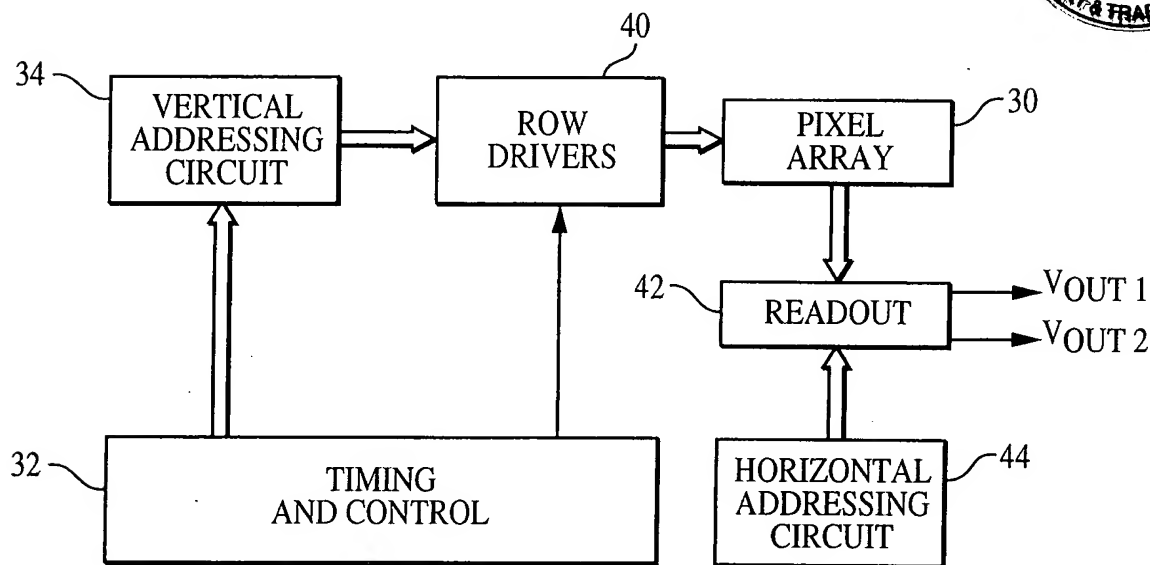 & TRAD
40
34
VERTICAL
ADDRESSING
CIRCUIT
ROW
DRIVERS
30
PIXEL
ARRAY
42
READOUT
VOUT 1
VOUT 2
32
TIMING
AND CONTROL
44
HORIZONTAL
ADDRESSING
CIRCUIT